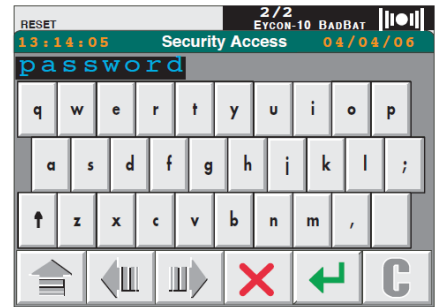 RESET
2/2
EYCON-10 BADBAT
13:14:05 Security Access 04/04/06
password
q w e r t y u i o p
a s d f g h j k l ;
z x c v b n m ,
C